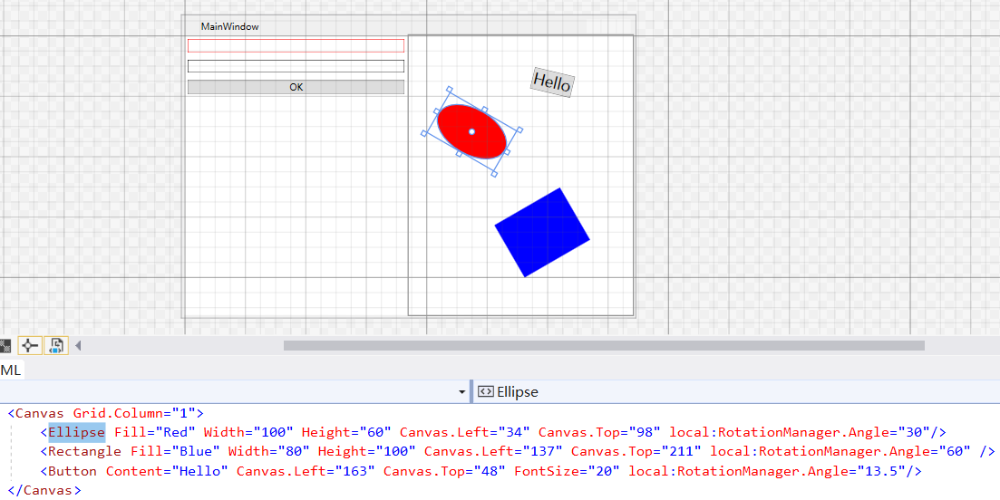 MainWindow
Hello
OK
ML
Ellipse
<Canvas Grid.Column="1">
<Ellipse Fill="Red" Width="100" Height="60" Canvas.Left="34" Canvas.Top="98" local:RotationManager.Angle="30"/>
<Rectangle Fill="Blue" Width="80" Height="100" Canvas.Left="137" Canvas.Top="211" local:RotationManager.Angle="60" />
<Button Content="Hello" Canvas.Left="163" Canvas.Top="48" FontSize="20" local:RotationManager.Angle="13.5"/>
</Canvas>